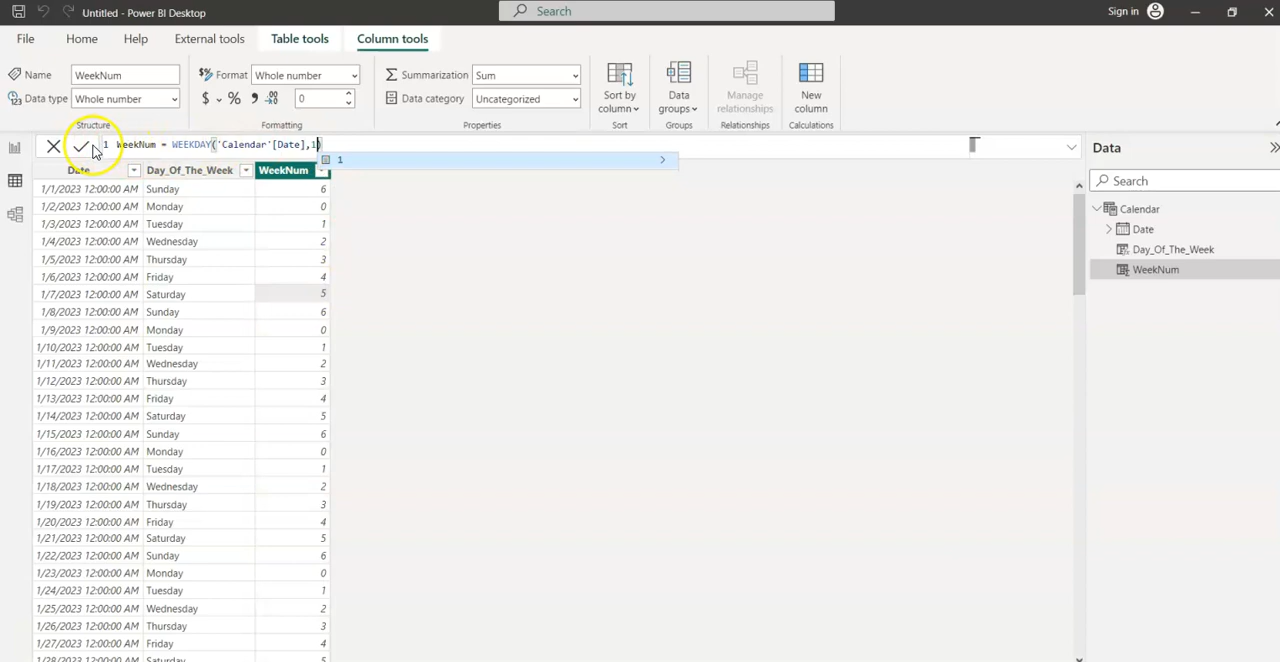 Untitled - Power BI Desktop
Search
Sign in
File Home Help External tools Table tools Column tools
Name WeekNum
Format Whole number
Summarization Sum
Data type Whole number
$ % 9 0
Data category Uncategorized
Sort by column
Data groups
Manage relationships
New column
Structure Formatting Properties Sort Groups Relationships Calculations
1 WeekNum = WEEKDAY('Calendar'[Date],1)
1
Date Day_Of_The_Week WeekNum
1/1/2023 12:00:00 AM Sunday 6
1/2/2023 12:00:00 AM Monday 0
1/3/2023 12:00:00 AM Tuesday 1
1/4/2023 12:00:00 AM Wednesday 2
1/5/2023 12:00:00 AM Thursday 3
1/6/2023 12:00:00 AM Friday 4
1/7/2023 12:00:00 AM Saturday 5
1/8/2023 12:00:00 AM Sunday 6
1/9/2023 12:00:00 AM Monday 0
1/10/2023 12:00:00 AM Tuesday 1
1/11/2023 12:00:00 AM Wednesday 2
1/12/2023 12:00:00 AM Thursday 3
1/13/2023 12:00:00 AM Friday 4
1/14/2023 12:00:00 AM Saturday 5
1/15/2023 12:00:00 AM Sunday 6
1/16/2023 12:00:00 AM Monday 0
1/17/2023 12:00:00 AM Tuesday 1
1/18/2023 12:00:00 AM Wednesday 2
1/19/2023 12:00:00 AM Thursday 3
1/20/2023 12:00:00 AM Friday 4
1/21/2023 12:00:00 AM Saturday 5
1/22/2023 12:00:00 AM Sunday 6
1/23/2023 12:00:00 AM Monday 0
1/24/2023 12:00:00 AM Tuesday 1
1/25/2023 12:00:00 AM Wednesday 2
1/26/2023 12:00:00 AM Thursday 3
1/27/2023 12:00:00 AM Friday 4
1/28/2023 12:00:00 AM Saturday 5
Data
Search
Calendar
Date
Day_Of_The_Week
WeekNum